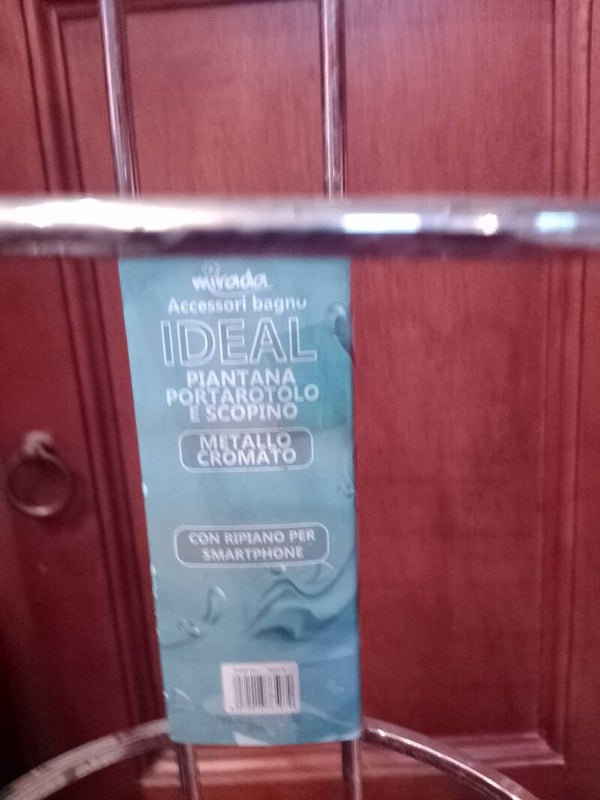 mirada
Accessori bagno
IDEAL
PIANTANA
PORTAROTOLO
E SCOPINO
METALLO
CROMATO
CON RIPIANO PER
SMARTPHONE